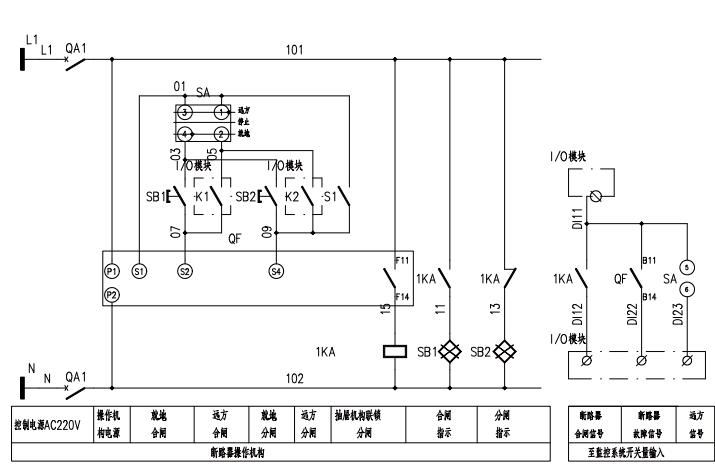 L1 L1 QA1 101
01 SA
3 1 远方
停止
4 2 就地
03 05
I/O模块 I/O模块
SB1 K1 SB2 K2 S1
07 09
QF
P1 S1 S2 S4 F11
P2 F14
1KA 1KA
15 11 13
1KA SB1 SB2
N N QA1 102
I/O模块
DI11
1KA QF B11 SA 5
B14 6
DI12 DI22 DI23
I/O模块
控制电源AC220V 操作机构电源 就地合闸 远方合闸 就地分闸 远方分闸 抽屉机构联锁分闸 合闸指示 分闸指示
断路器操作机构
断路器合闸信号 断路器故障信号 远方信号
至监控系统开关量输入